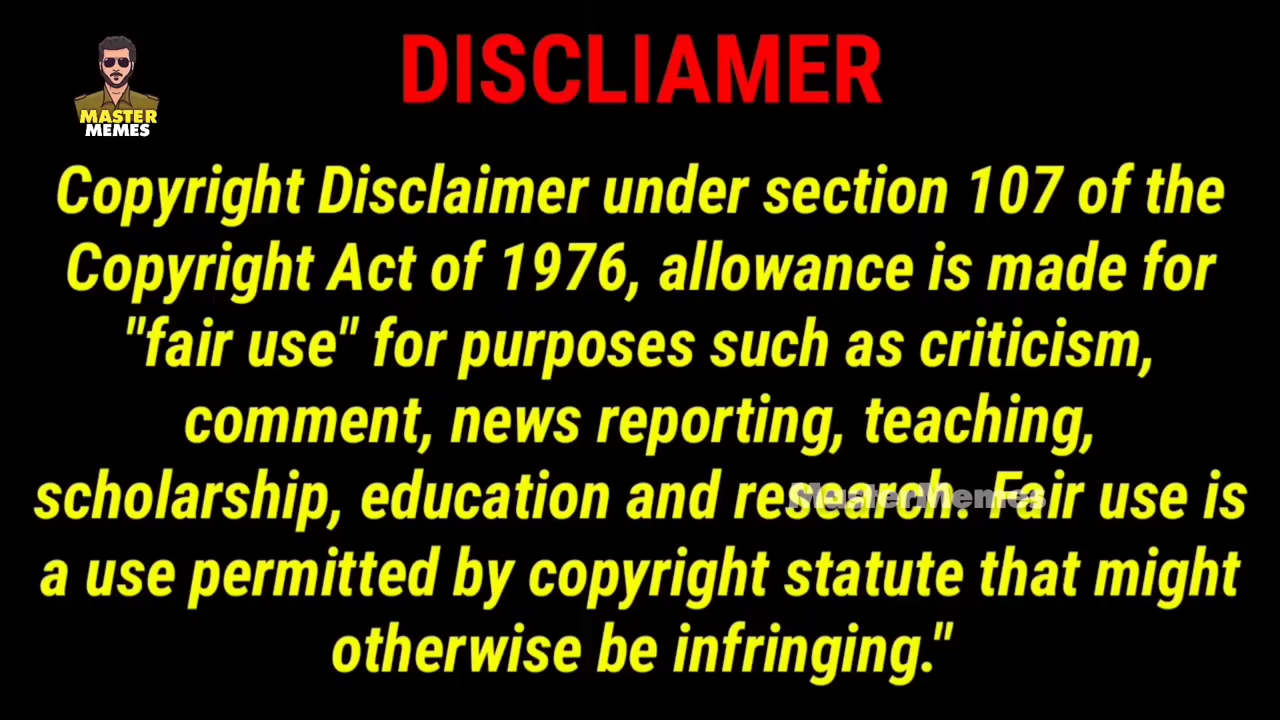 DISCLIAMER
MASTER
MEMES
Copyright Disclaimer under section 107 of the
Copyright Act of 1976, allowance is made for
"fair use" for purposes such as criticism,
comment, news reporting, teaching,
scholarship, education and research. Fair use is
MasterMemes
a use permitted by copyright statute that might
otherwise be infringing."